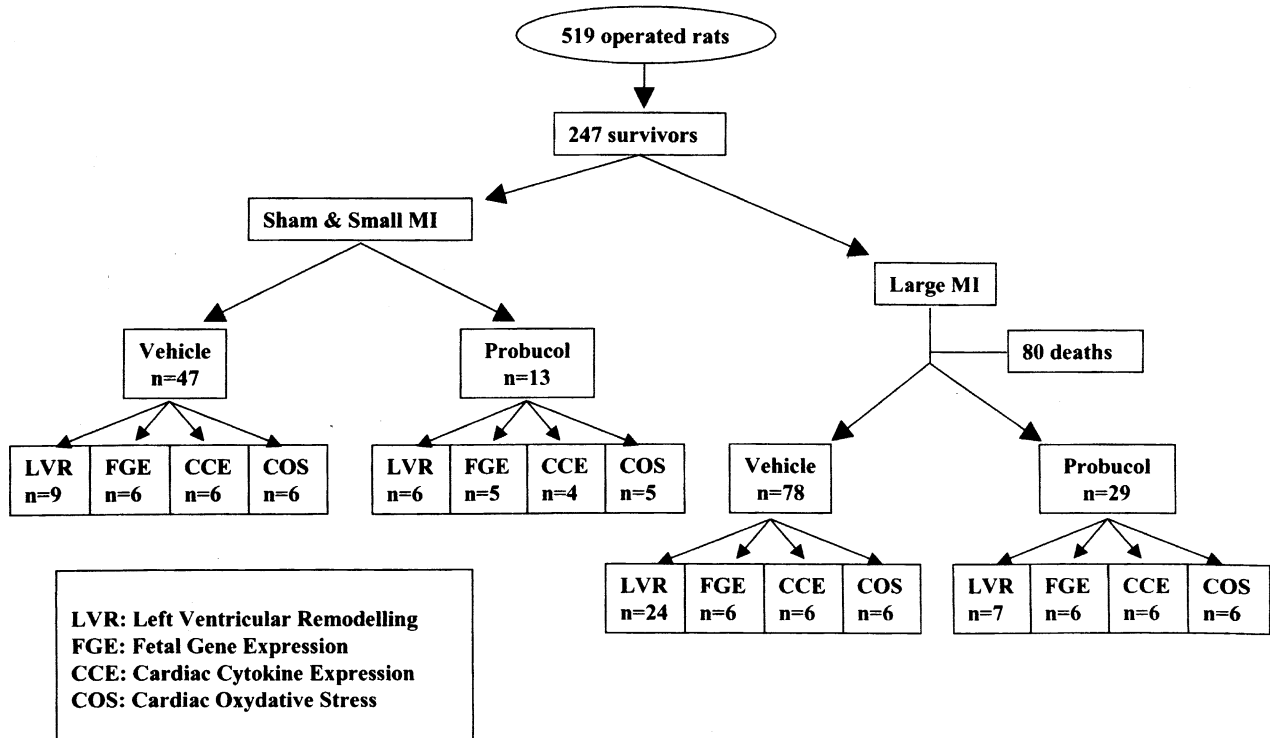 519 operated rats
247 survivors
Sham & Small MI
Large MI
80 deaths
Vehicle
n=47
Probucol
n=13
LVR
n=9
FGE
n=6
CCE
n=6
COS
n=6
LVR
n=6
FGE
n=5
CCE
n=4
COS
n=5
Vehicle
n=78
Probucol
n=29
LVR
n=24
FGE
n=6
CCE
n=6
COS
n=6
LVR
n=7
FGE
n=6
CCE
n=6
COS
n=6
LVR: Left Ventricular Remodelling
FGE: Fetal Gene Expression
CCE: Cardiac Cytokine Expression
COS: Cardiac Oxydative Stress